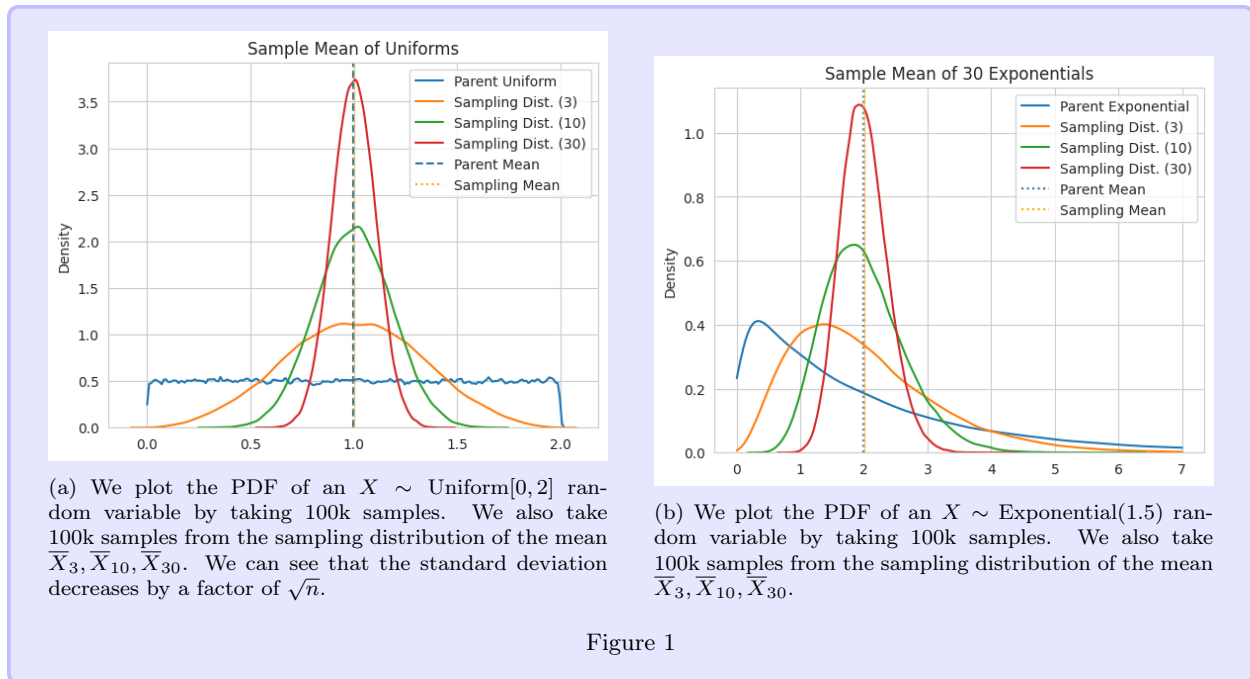 Sample Mean of Uniforms
Parent Uniform
Sampling Dist. (3)
Sampling Dist. (10)
Sampling Dist. (30)
Parent Mean
Sampling Mean
Density
3.5
3.0
2.5
2.0
1.5
1.0
0.5
0.0
0.0 0.5 1.0 1.5 2.0
(a) We plot the PDF of an X ∼ Uniform[0, 2] ran-
dom variable by taking 100k samples. We also take
100k samples from the sampling distribution of the mean
X̅₃, X̅₁₀, X̅₃₀. We can see that the standard deviation
decreases by a factor of √n.
Sample Mean of 30 Exponentials
Parent Exponential
Sampling Dist. (3)
Sampling Dist. (10)
Sampling Dist. (30)
Parent Mean
Sampling Mean
Density
1.0
0.8
0.6
0.4
0.2
0.0
0 1 2 3 4 5 6 7
(b) We plot the PDF of an X ∼ Exponential(1.5) ran-
dom variable by taking 100k samples. We also take
100k samples from the sampling distribution of the mean
X̅₃, X̅₁₀, X̅₃₀.
Figure 1